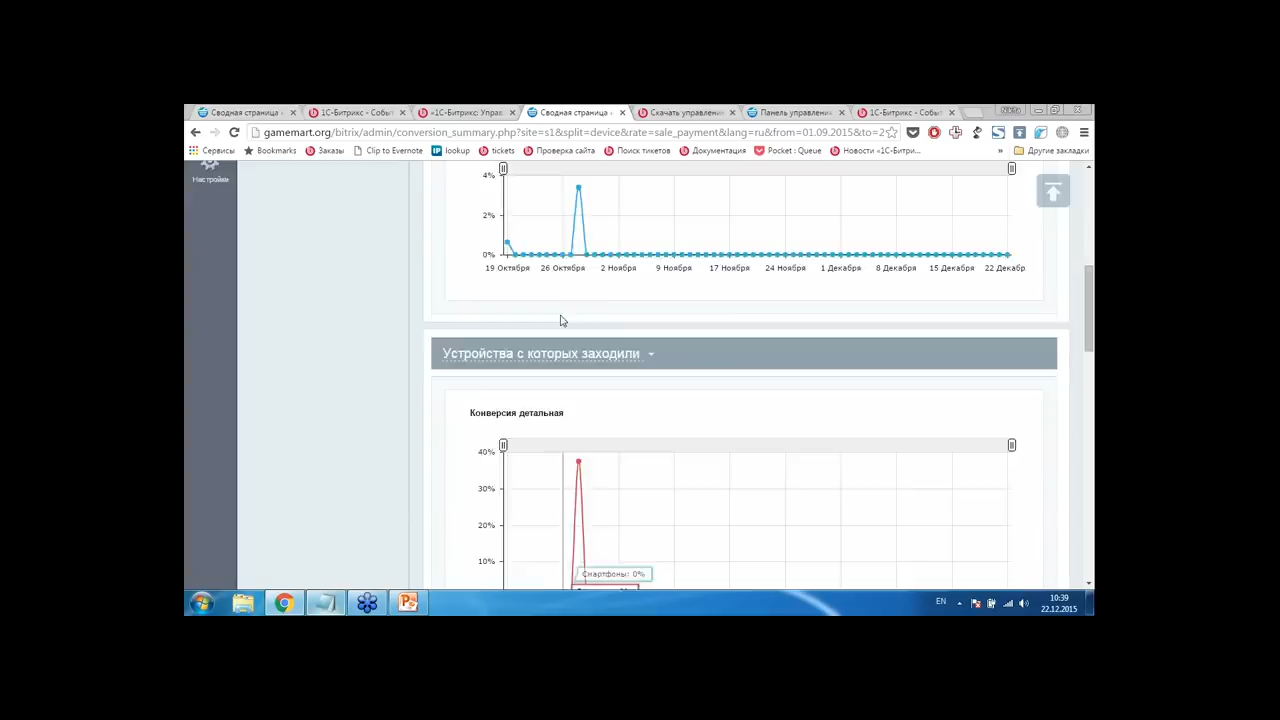 Сводная страница
1С-Битрикс - Событ
«1С-Битрикс: Управ
Сводная страница
Скачать управлени
Панель управлени
1С-Битрикс - Событ
Nikita
gamemart.org/bitrix/admin/conversion_summary.php?site=s1&split=device&rate=sale_payment&lang=ru&from=01.09.2015&to=2
Сервисы
Bookmarks
Заказы
Clip to Evernote
IP lookup
tickets
Проверка сайта
Поиск тикетов
Документация
Pocket : Queue
Новости «1С-Битри...
»
Другие закладки
Настройки
4%
2%
0%
19 Октября 26 Октября 2 Ноября 9 Ноября 17 Ноября 24 Ноября 1 Декабря 8 Декабря 15 Декабря 22 Декабр
Устройства с которых заходили
Конверсия детальная
40%
30%
20%
10%
Смартфоны: 0%
EN
10:39
22.12.2015